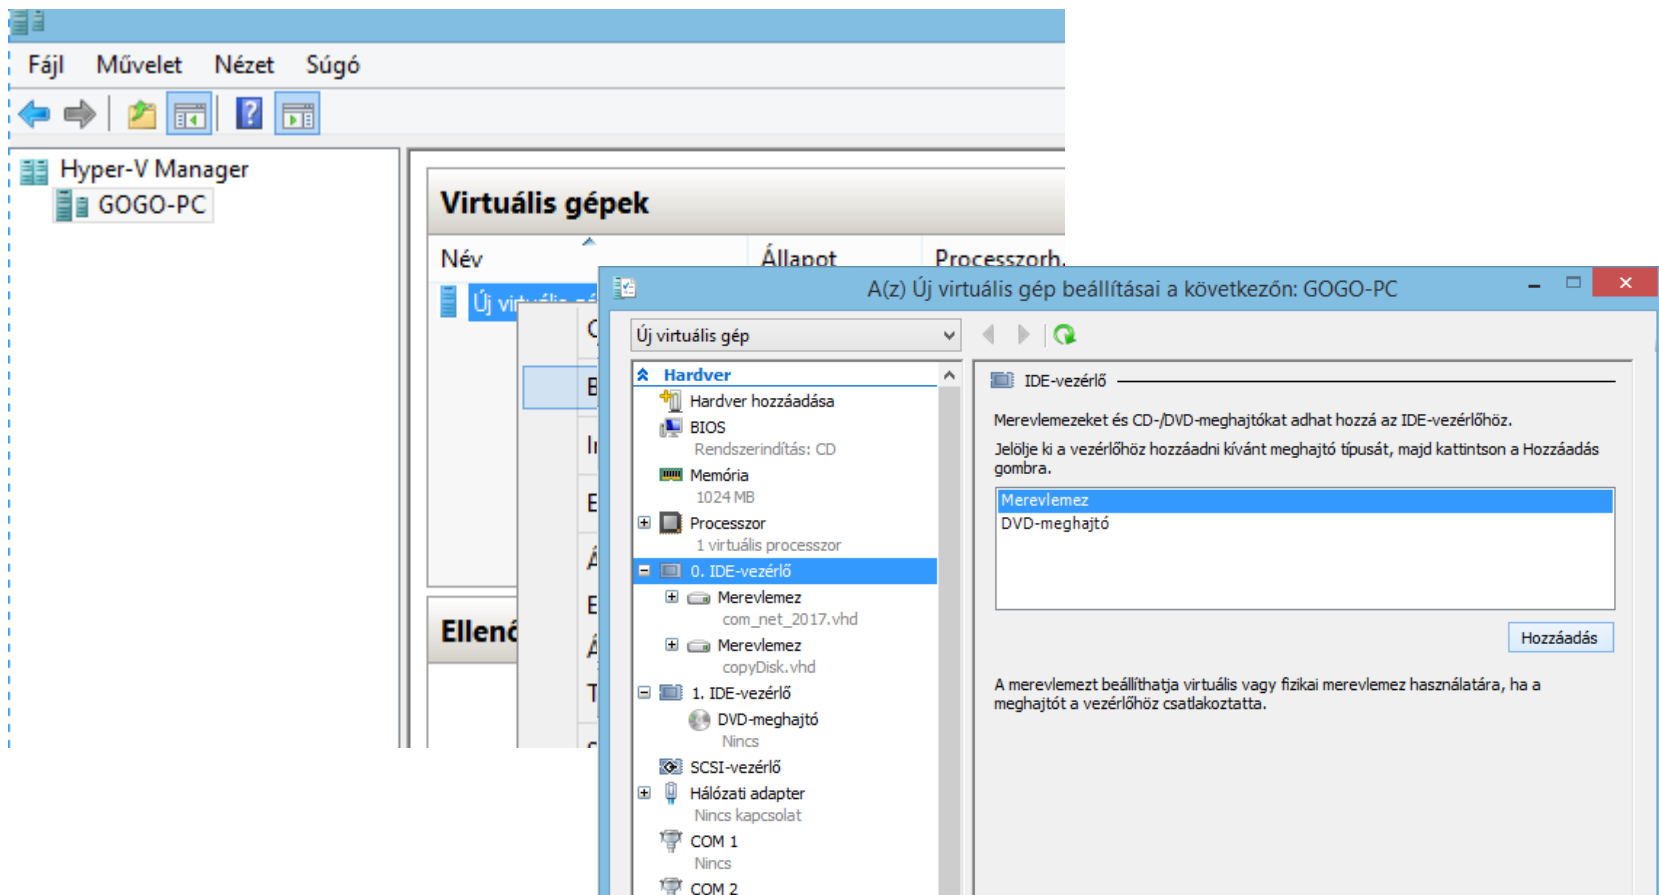 Fájl Művelet Nézet Súgó
Hyper-V Manager
GOGO-PC
Virtuális gépek
Név Állapot
Új
A(z) Új virtuális gép beállításai a következőn: GOGO-PC
Új virtuális gép
Hardver
Hardver hozzáadása
BIOS
Rendszerindítás: CD
Memória
1024 MB
Processzor
1 virtuális processzor
0. IDE-vezérlő
Merevlemez
com_net_2017.vhd
Merevlemez
copyDisk.vhd
1. IDE-vezérlő
DVD-meghajtó
Nincs
SCSI-vezérlő
Hálózati adapter
Nincs kapcsolat
COM 1
Nincs
COM 2
IDE-vezérlő
Merevlemezeket és CD-/DVD-meghajtókat adhat hozzá az IDE-vezérlőhöz.
Jelölje ki a vezérlőhöz hozzáadni kívánt meghajtó típusát, majd kattintson a Hozzáadás
gombra.
Merevlemez
DVD-meghajtó
Hozzáadás
A merevlemezt beállíthatja virtuális vagy fizikai merevlemez használatára, ha a
meghajtót a vezérlőhöz csatlakoztatta.